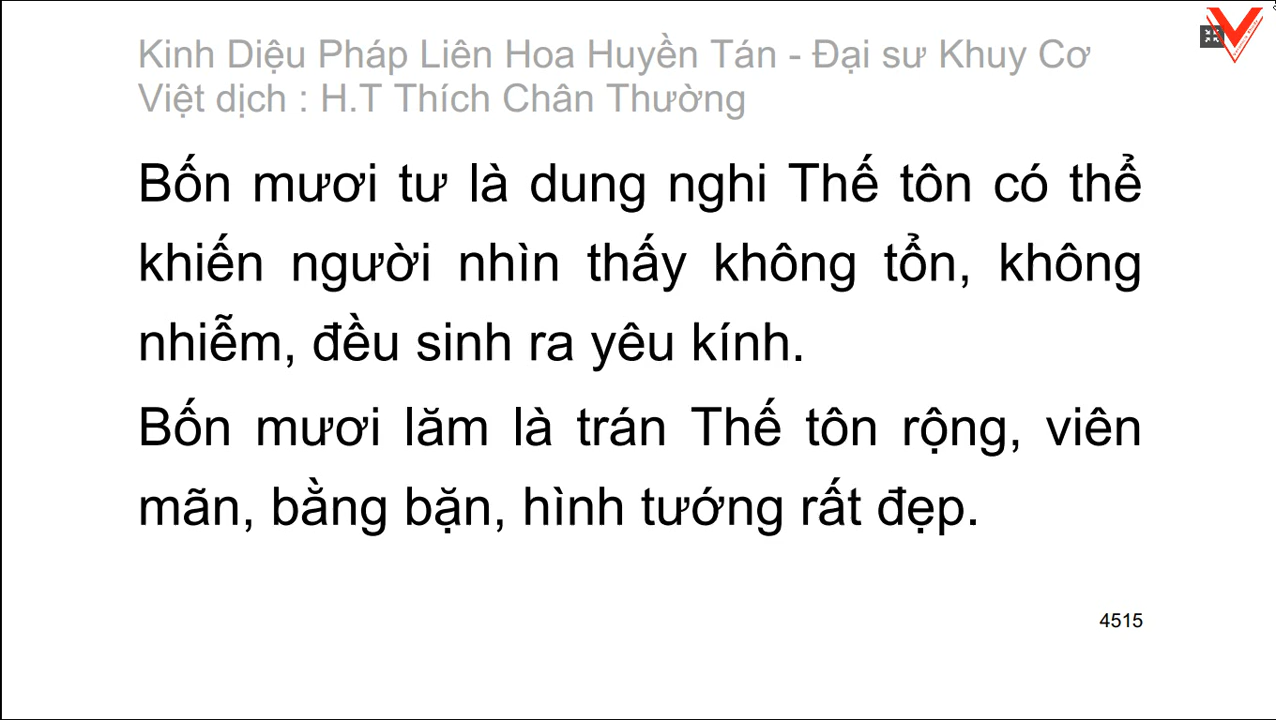 Kinh Diệu Pháp Liên Hoa Huyền Tán - Đại sư Khuy Cơ
Việt dịch : H.T Thích Chân Thường
Bốn mươi tư là dung nghi Thế tôn có thể
khiến người nhìn thấy không tổn, không
nhiễm, đều sinh ra yêu kính.
Bốn mươi lăm là trán Thế tôn rộng, viên
mãn, bằng bặn, hình tướng rất đẹp.
4515